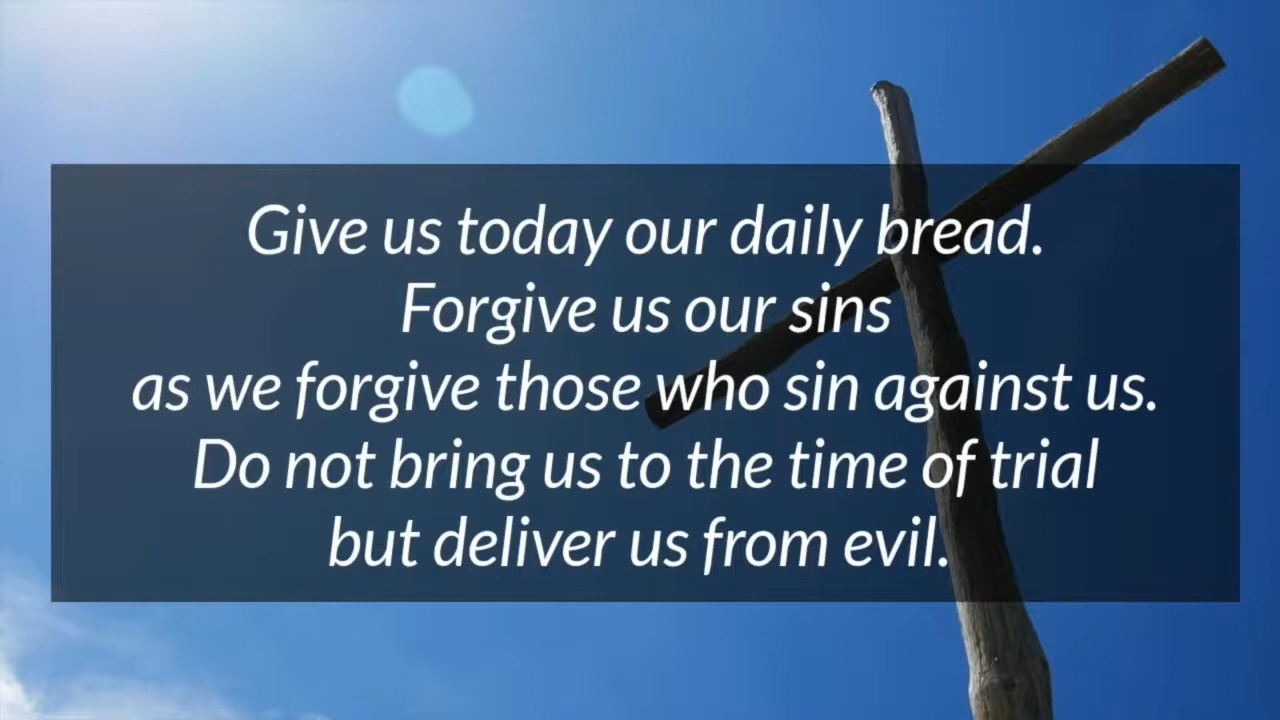 Give us today our daily bread.
Forgive us our sins
as we forgive those who sin against us.
Do not bring us to the time of trial
but deliver us from evil.